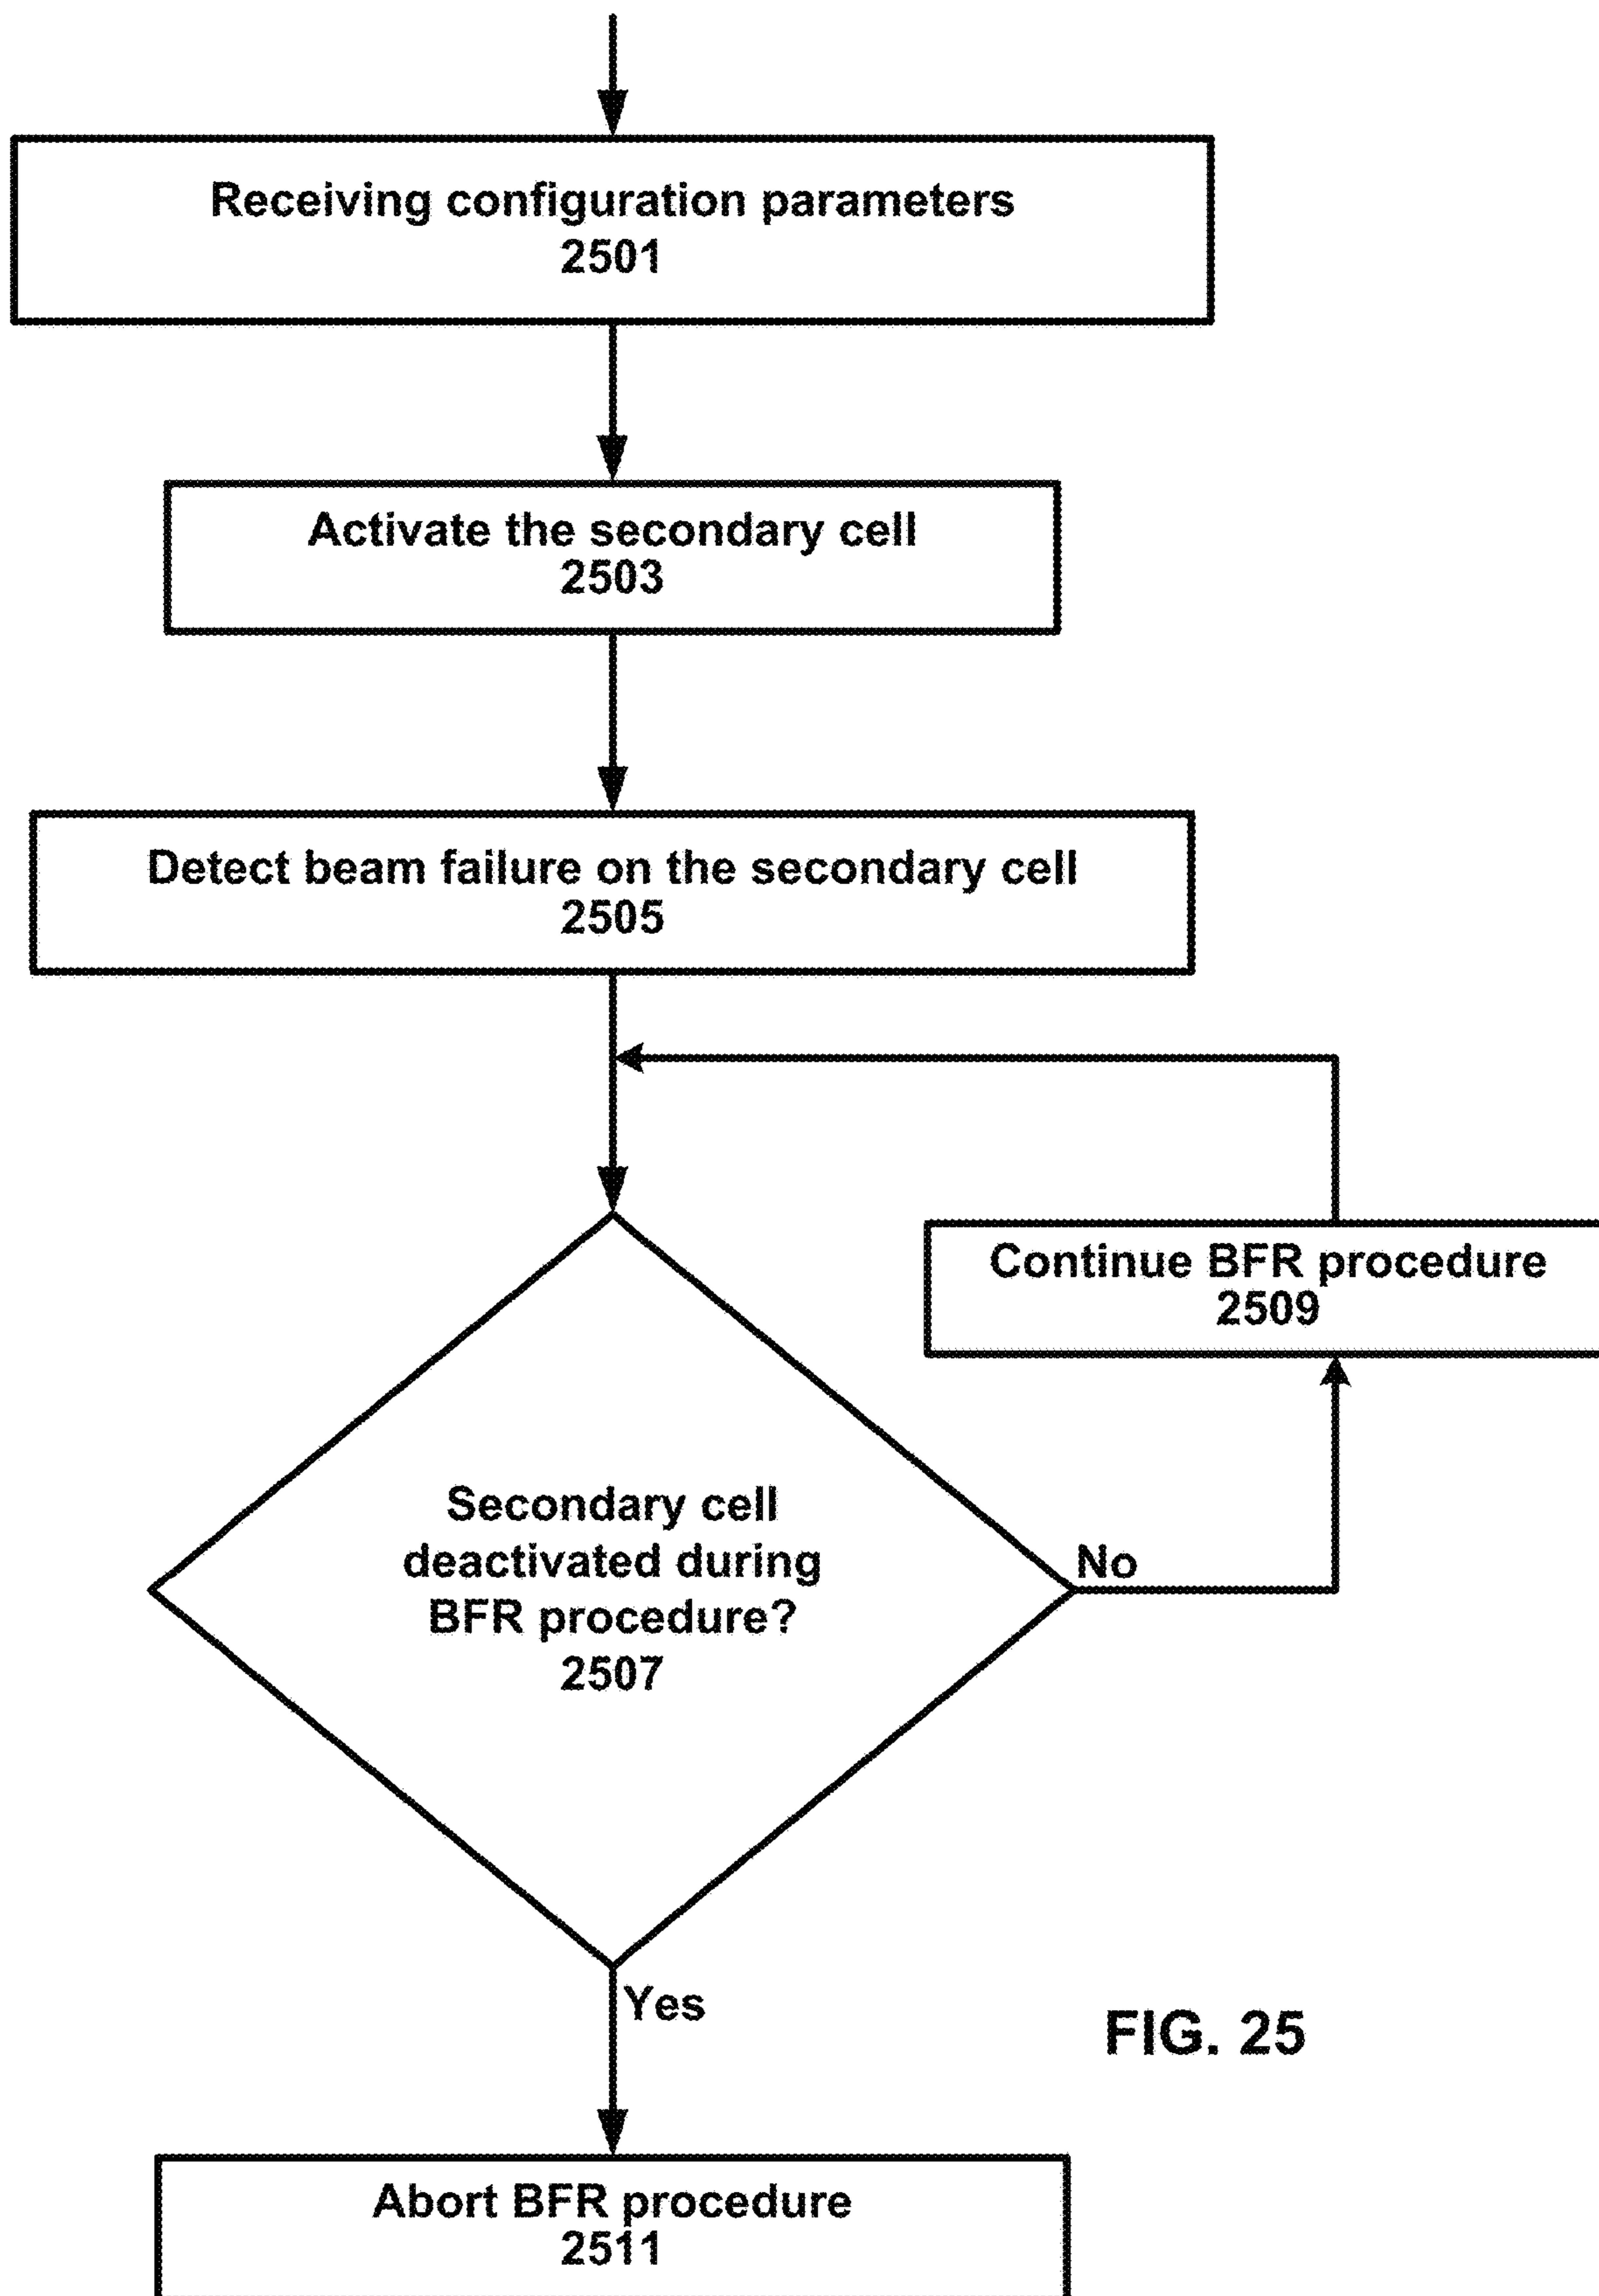 Receiving configuration parameters
2501
Activate the secondary cell
2503
Detect beam failure on the secondary cell
2505
Continue BFR procedure
2509
Secondary cell
deactivated during
BFR procedure?
2507
No
Yes
FIG. 25
Abort BFR procedure
2511